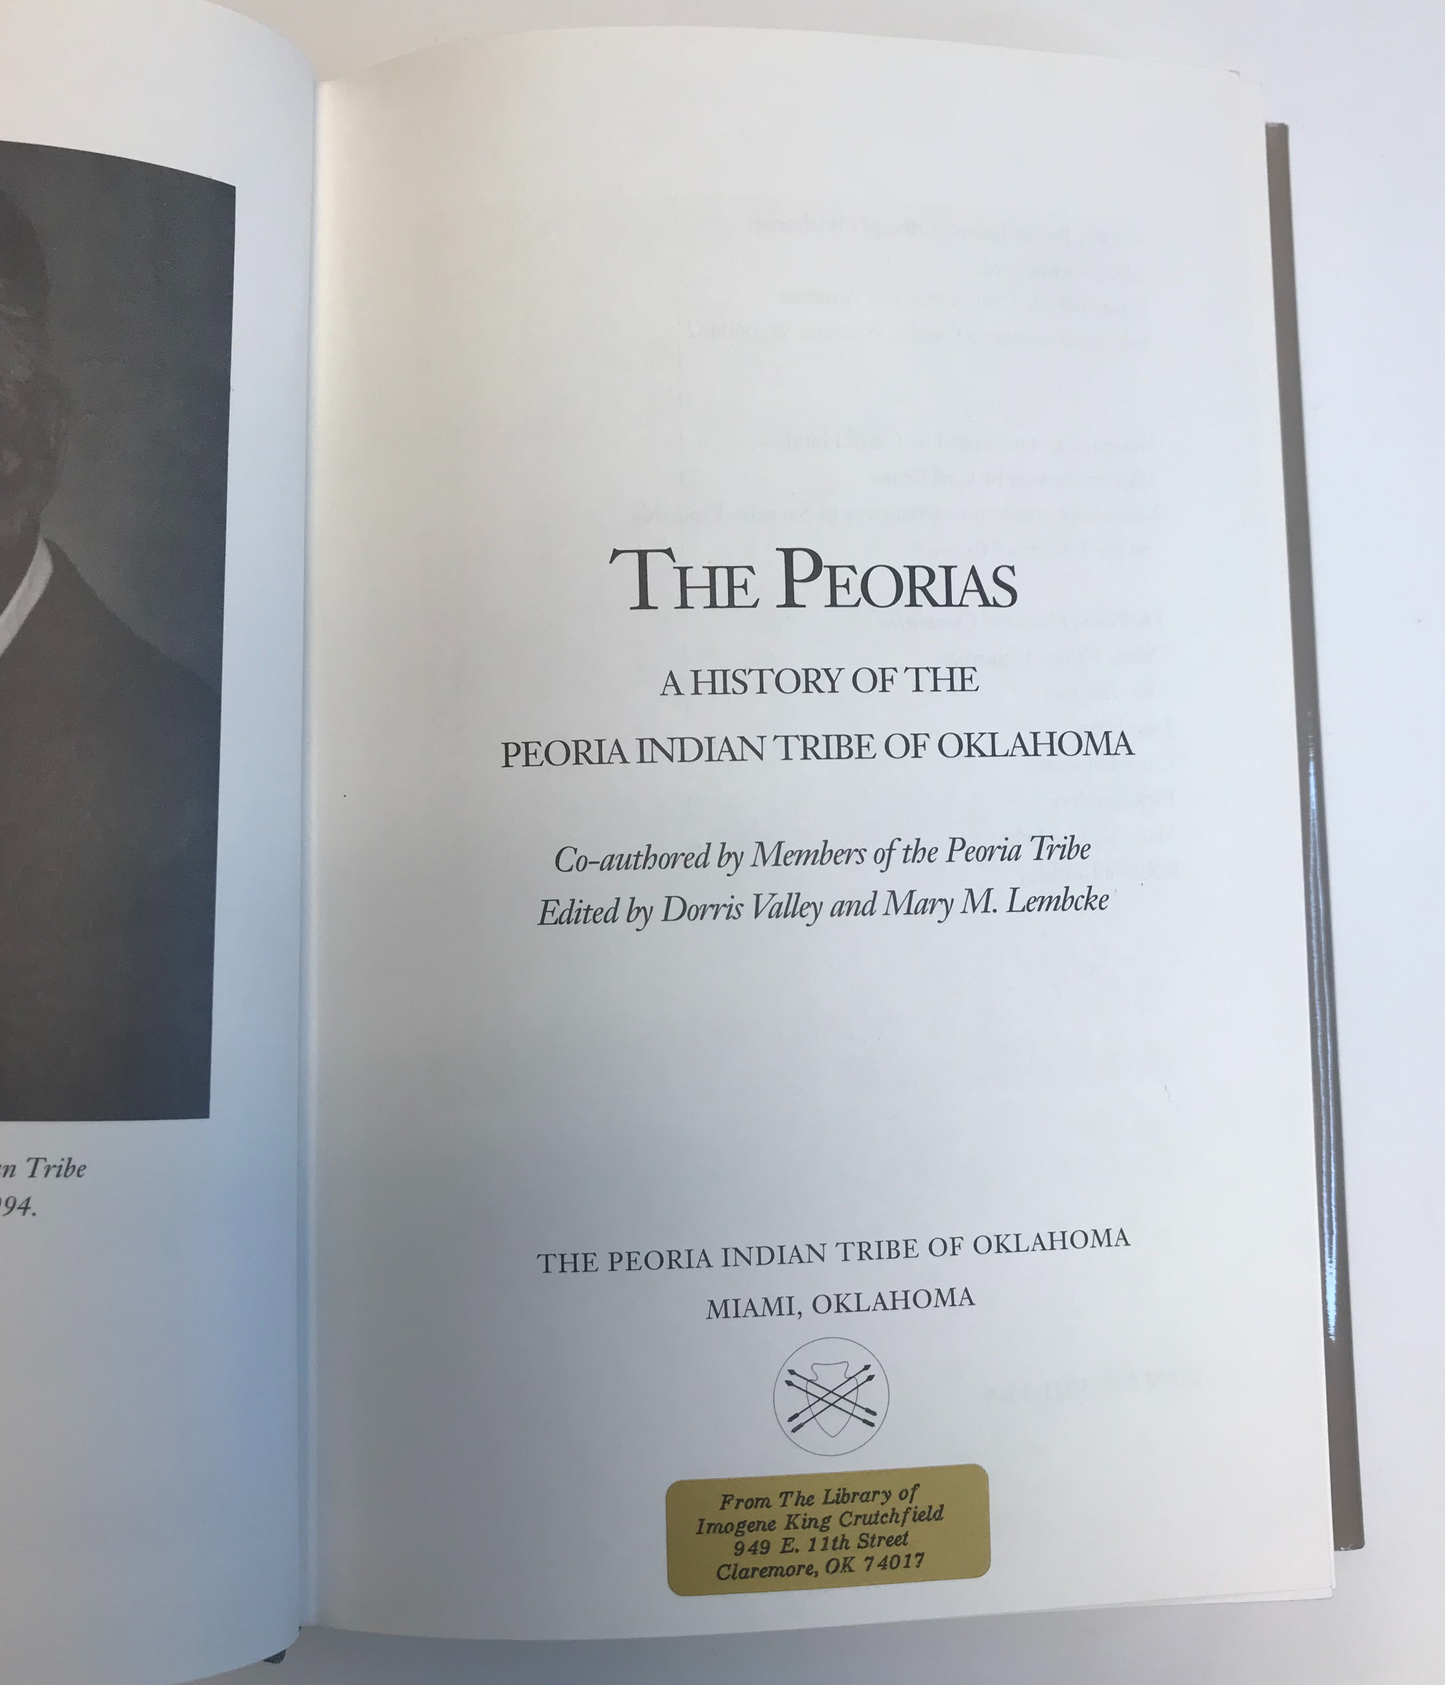 n Tribe
94.
THE PEORIAS
A HISTORY OF THE
PEORIA INDIAN TRIBE OF OKLAHOMA
Co-authored by Members of the Peoria Tribe
Edited by Dorris Valley and Mary M. Lembcke
THE PEORIA INDIAN TRIBE OF OKLAHOMA
MIAMI, OKLAHOMA
From The Library of
Imogene King Crutchfield
949 E. 11th Street
Claremore, OK 74017